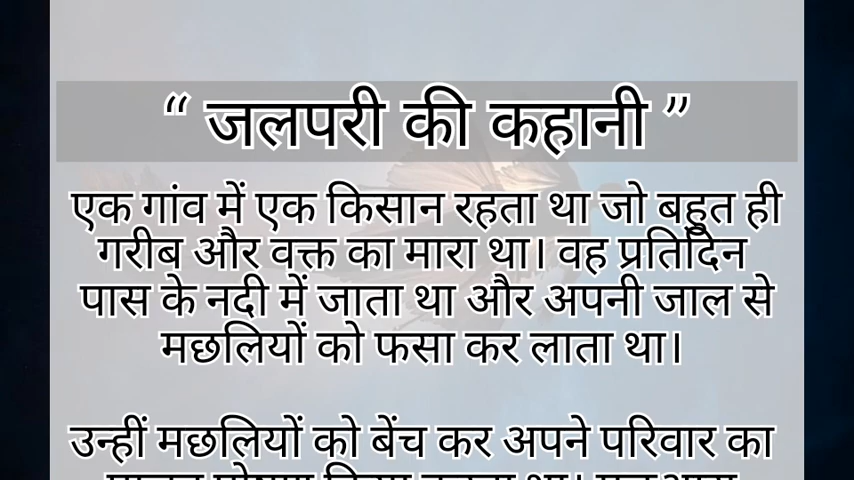 “ जलपरी की कहानी ”
एक गांव में एक किसान रहता था जो बहुत ही
गरीब और वक्त का मारा था। वह प्रतिदिन
पास के नदी में जाता था और अपनी जाल से
मछलियों को फसा कर लाता था।
उन्हीं मछलियों को बेंच कर अपने परिवार का